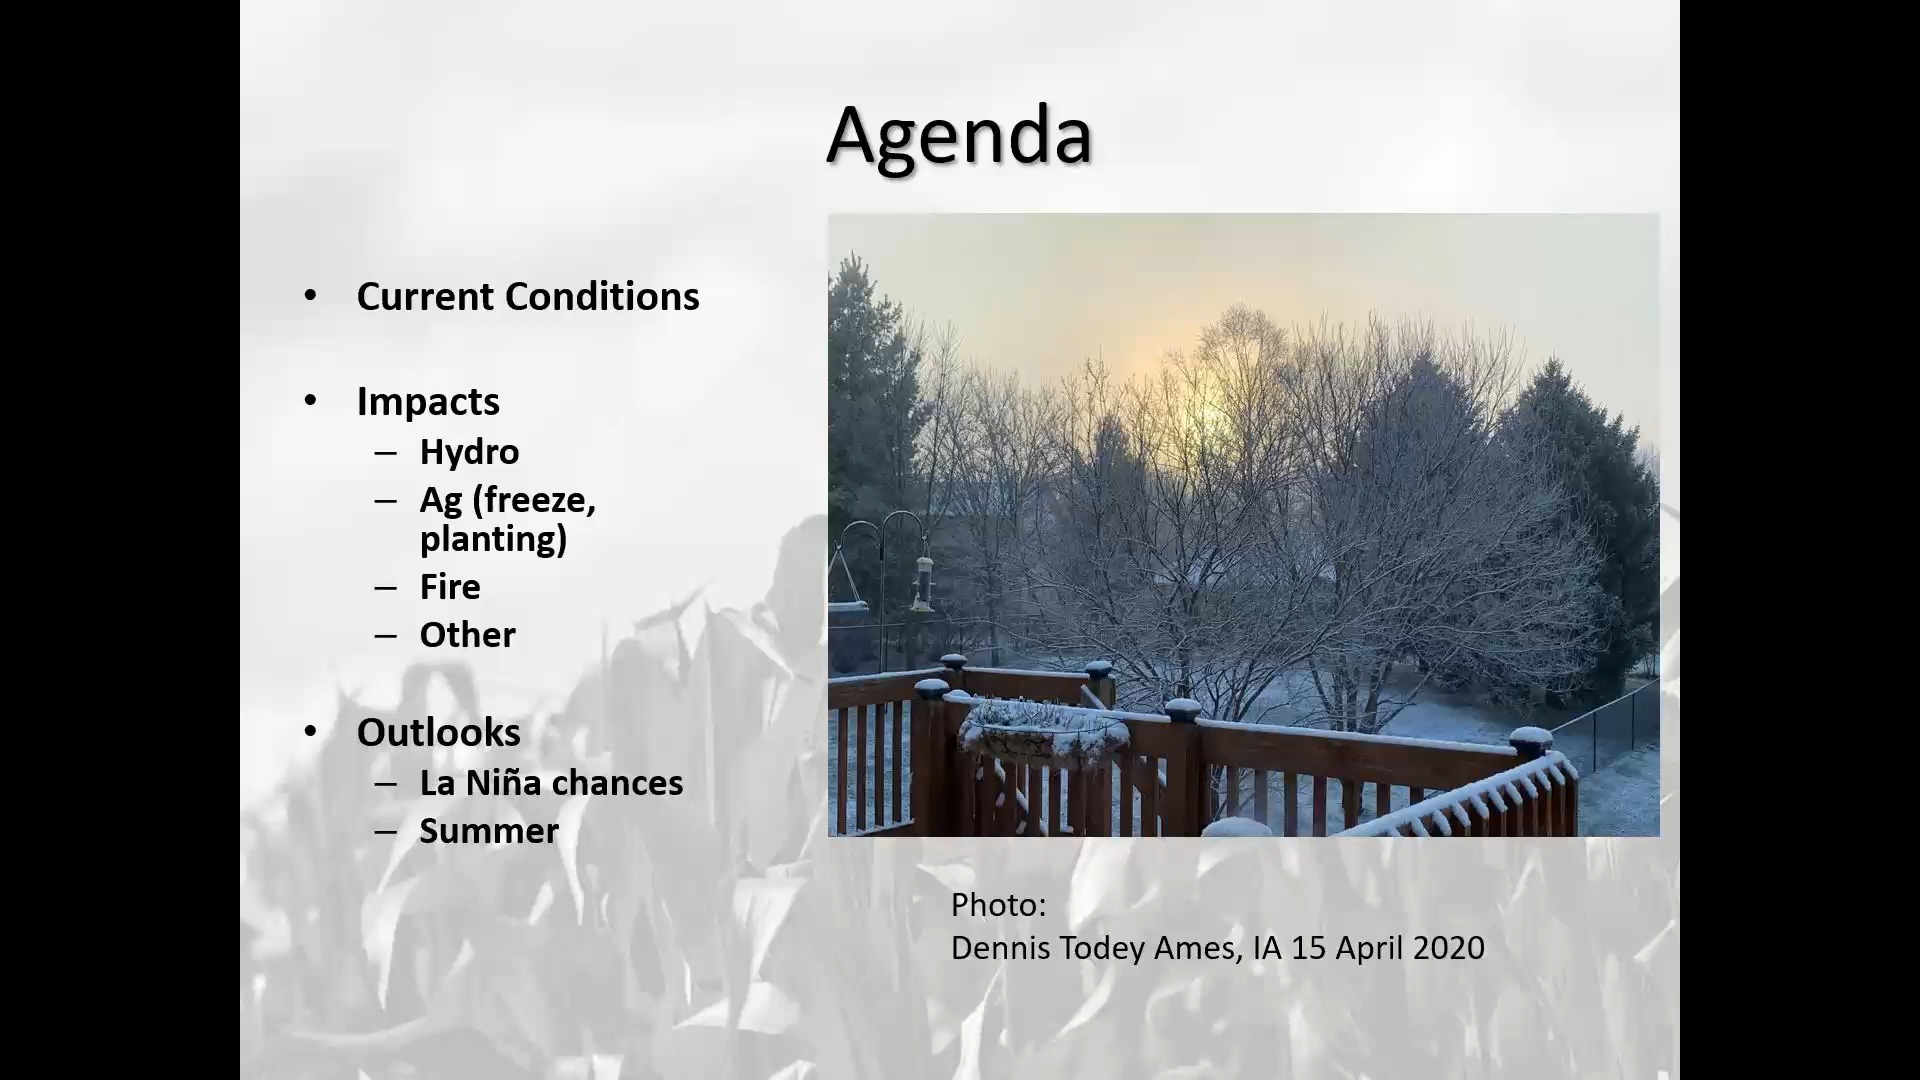 Agenda
• Current Conditions
• Impacts
– Hydro
– Ag (freeze,
planting)
– Fire
– Other
• Outlooks
– La Niña chances
– Summer
Photo:
Dennis Todey Ames, IA 15 April 2020